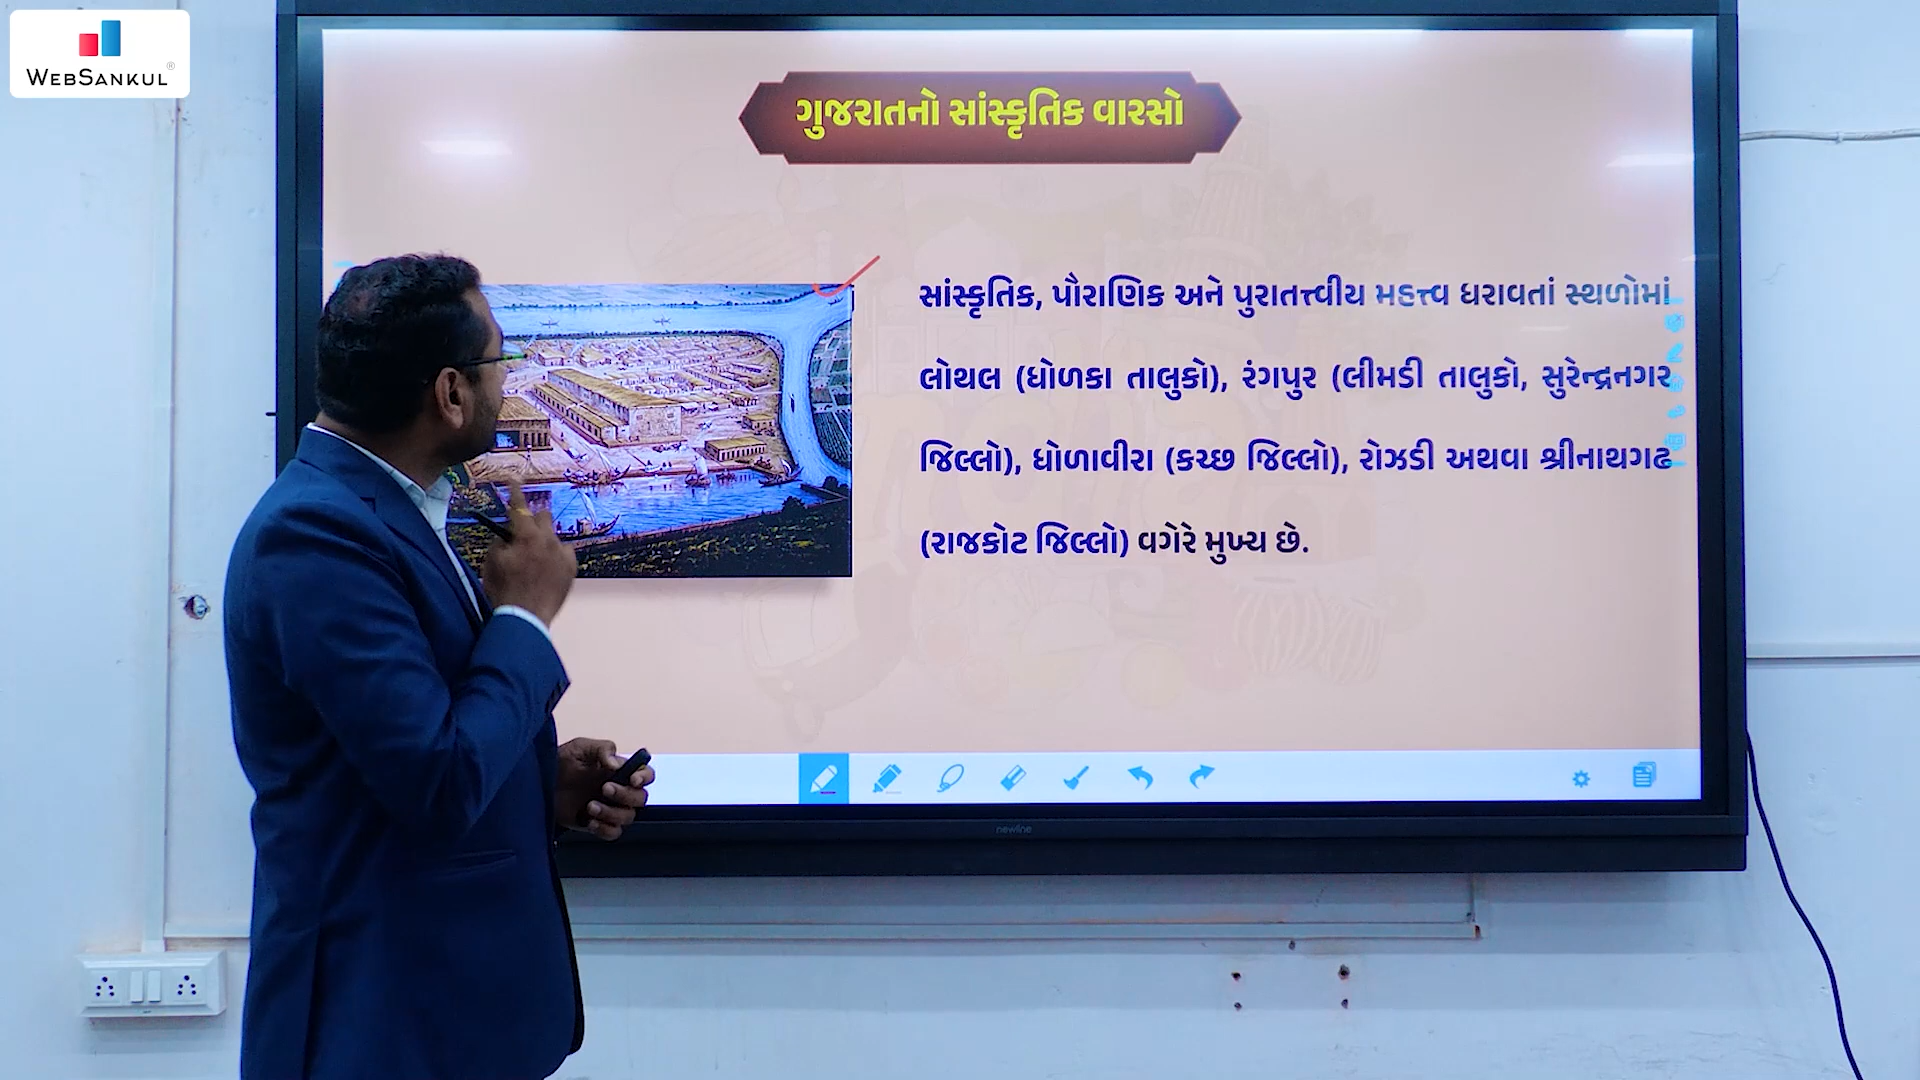 WEBSANKUL
ગુજરાતનો સાંસ્કૃતિક વારસો
સાંસ્કૃતિક, પૌરાણિક અને પુરાતત્ત્વીય મહત્ત્વ ધરાવતાં સ્થળોમાં
લોથલ (ધોળકા તાલુકો), રંગપુર (લીમડી તાલુકો, સુરેન્દ્રનગર
જિલ્લો), ધોળાવીરા (કચ્છ જિલ્લો), રોઝડી અથવા શ્રીનાથગઢ
(રાજકોટ જિલ્લો) વગેરે મુખ્ય છે.
newline